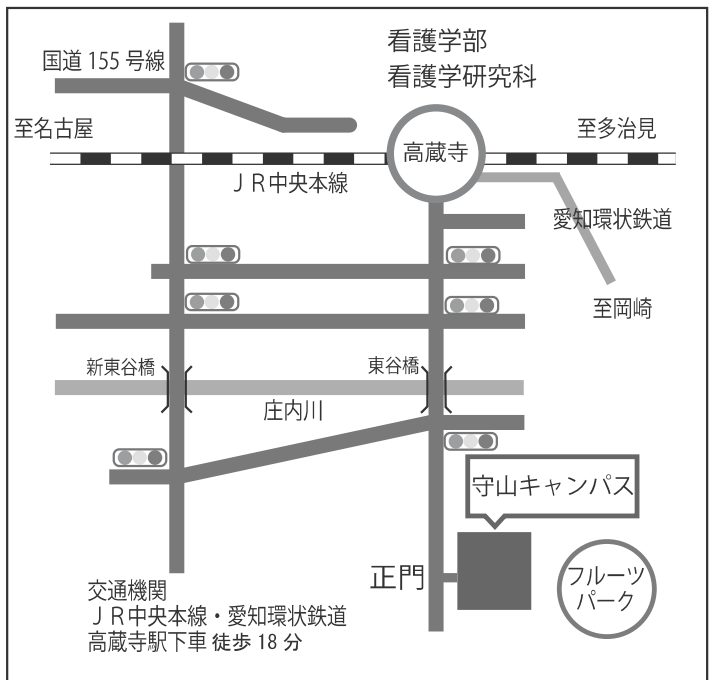 看護学部
看護学研究科
国道 155 号線
至名古屋
高蔵寺
至多治見
ＪＲ中央本線
愛知環状鉄道
至岡崎
新東谷橋
東谷橋
庄内川
守山キャンパス
正門
フルーツ
パーク
交通機関
ＪＲ中央本線・愛知環状鉄道
高蔵寺駅下車 徒歩 18 分